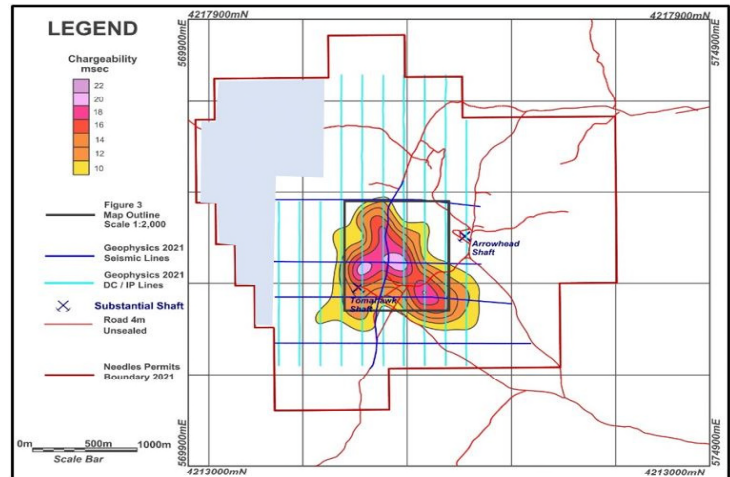 LEGEND
Chargeability
msec
22
20
18
16
14
12
10
Figure 3
Map Outline
Scale 1:2,000
Geophysics 2021
Seismic Lines
Geophysics 2021
DC / IP Lines
Substantial Shaft
Road 4m
Unsealed
Needles Permits
Boundary 2021
0m 500m 1000m
Scale Bar
4217900mN
4217900mN
569900mE
574900mE
Arrowhead
Shaft
Tomahawk
Shaft
569900mE
574900mE
4213000mN
4213000mN